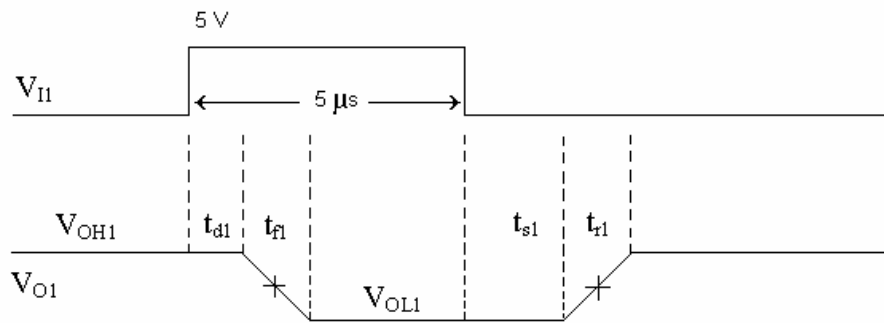 5 V
V_I1
5 μs
V_OH1
t_d1
t_f1
t_s1
t_r1
V_O1
V_OL1